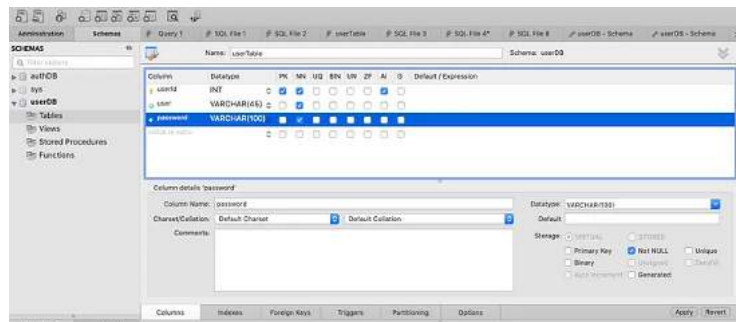 Administration Schemas Query 1 SQL File 1 SQL File 2 userTable SQL File 3 SQL File 4* SQL File 8 userDB - Schema userDB - Schema
SCHEMAS
Name: userTable Schema: userDB
authDB
sys
userDB
Tables
Views
Stored Procedures
Functions
Column Datatype PK NN UQ BIN UN ZF AI G Default / Expression
userId INT
user VARCHAR(45)
password VARCHAR(100)
Column details 'password'
Column Name: password Datatype: VARCHAR(100)
Charset/Collation: Default Charset Default Collation Default
Comments: Storage: VIRTUAL STORED
Primary Key Not NULL Unique
Binary Unsigned ZeroFill
Auto Increment Generated
Columns Indexes Foreign Keys Triggers Partitioning Options Apply Revert